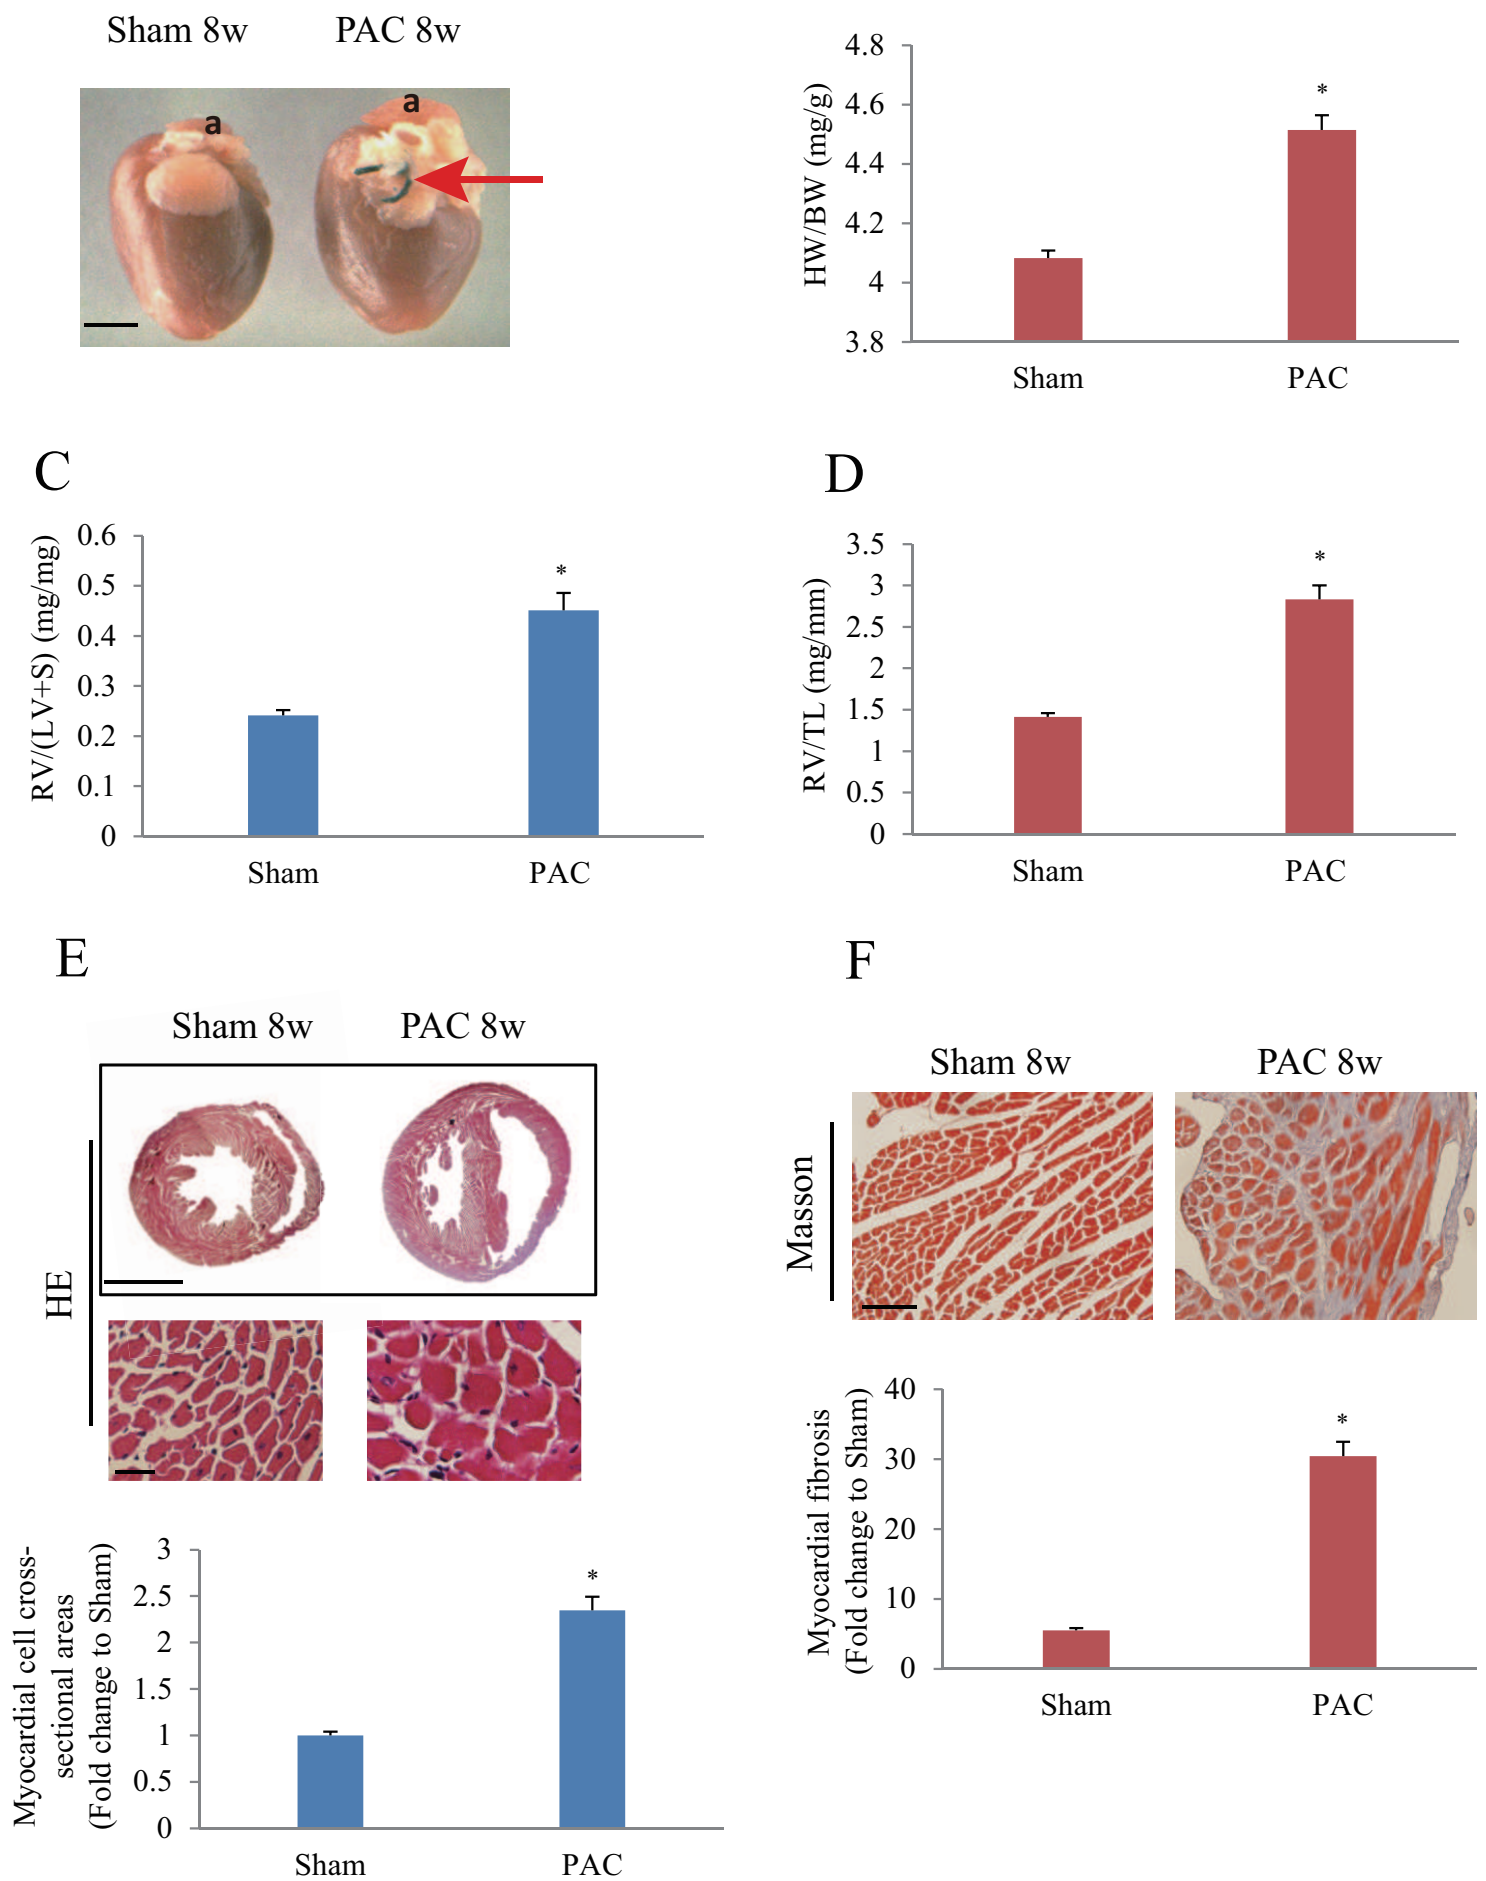 Sham 8w PAC 8w
a a
HW/BW (mg/g)
4.8
4.6
4.4
4.2
4
3.8
*
Sham PAC
C
RV/(LV+S) (mg/mg)
0.6
0.5
0.4
0.3
0.2
0.1
0
*
Sham PAC
D
RV/TL (mg/mm)
3.5
3
2.5
2
1.5
1
0.5
0
*
Sham PAC
E
Sham 8w PAC 8w
HE
Myocardial cell cross-
sectional areas
(Fold change to Sham)
3
2.5
2
1.5
1
0.5
0
*
Sham PAC
F
Sham 8w PAC 8w
Masson
Myocardial fibrosis
(Fold change to Sham)
40
30
20
10
0
*
Sham PAC